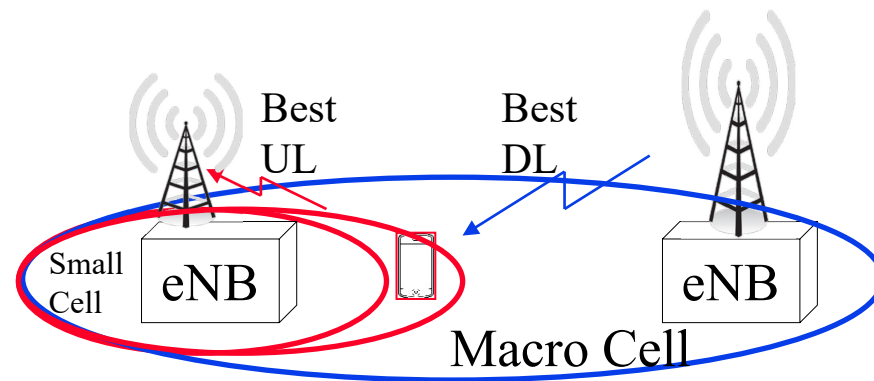 Best
UL
Best
DL
Small
Cell
eNB
eNB
Macro Cell